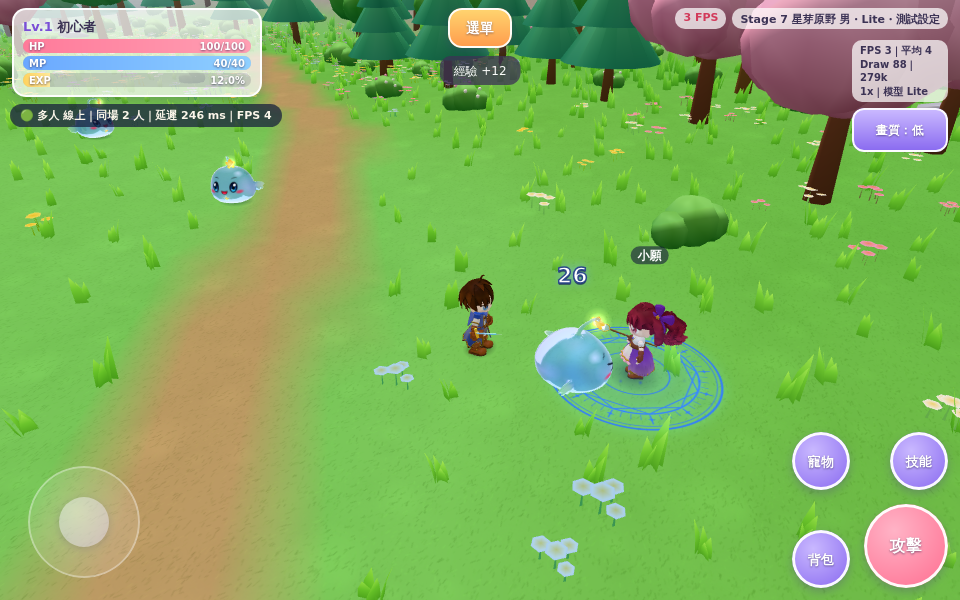 Lv.1 初心者
HP 100/100
MP 40/40
EXP 12.0%
多人 線上｜同場 2 人｜延遲 246 ms｜FPS 4
選單
經驗 +12
3 FPS
Stage 7 星芽原野 男・Lite・測試設定
FPS 3｜平均 4
Draw 88｜
279k
1x｜模型 Lite
畫質：低
小願
26
寵物
技能
背包
攻擊